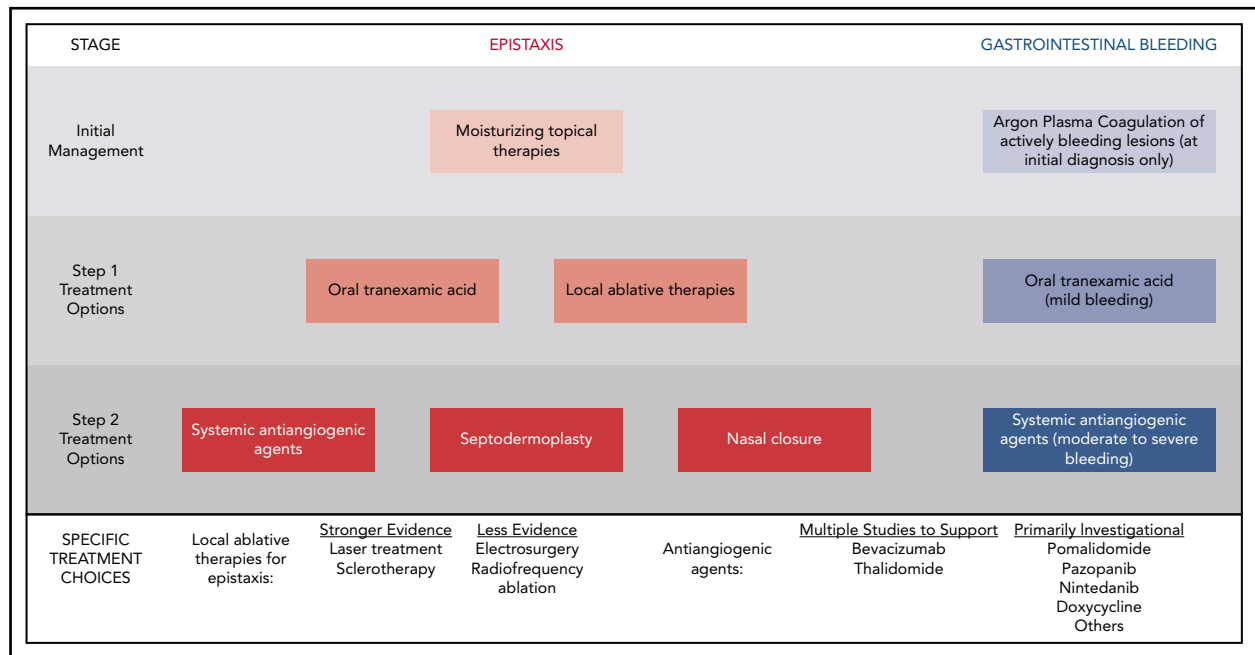 STAGE
EPISTAXIS
GASTROINTESTINAL BLEEDING
Initial
Management
Moisturizing topical
therapies
Argon Plasma Coagulation of
actively bleeding lesions (at
initial diagnosis only)
Step 1
Treatment
Options
Oral tranexamic acid
Local ablative therapies
Oral tranexamic acid
(mild bleeding)
Step 2
Treatment
Options
Systemic antiangiogenic
agents
Septodermoplasty
Nasal closure
Systemic antiangiogenic
agents (moderate to severe
bleeding)
SPECIFIC
TREATMENT
CHOICES
Local ablative
therapies for
epistaxis:
Stronger Evidence
Laser treatment
Sclerotherapy
Less Evidence
Electrosurgery
Radiofrequency
ablation
Antiangiogenic
agents:
Multiple Studies to Support
Bevacizumab
Thalidomide
Primarily Investigational
Pomalidomide
Pazopanib
Nintedanib
Doxycycline
Others